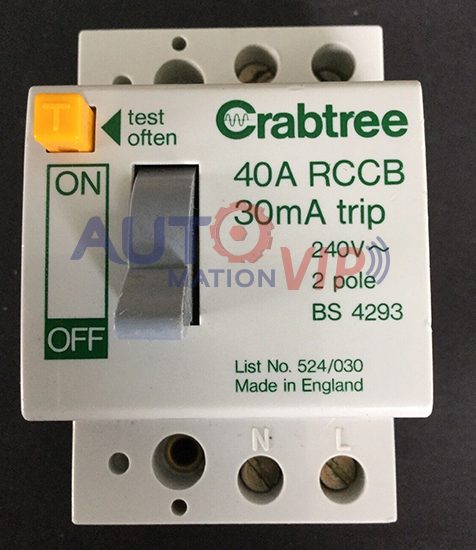 T
test
often
Crabtree
ON
OFF
40A RCCB
30mA trip
240V~
2 pole
BS 4293
List No. 524/030
Made in England
N L
AUTOMATION VIP